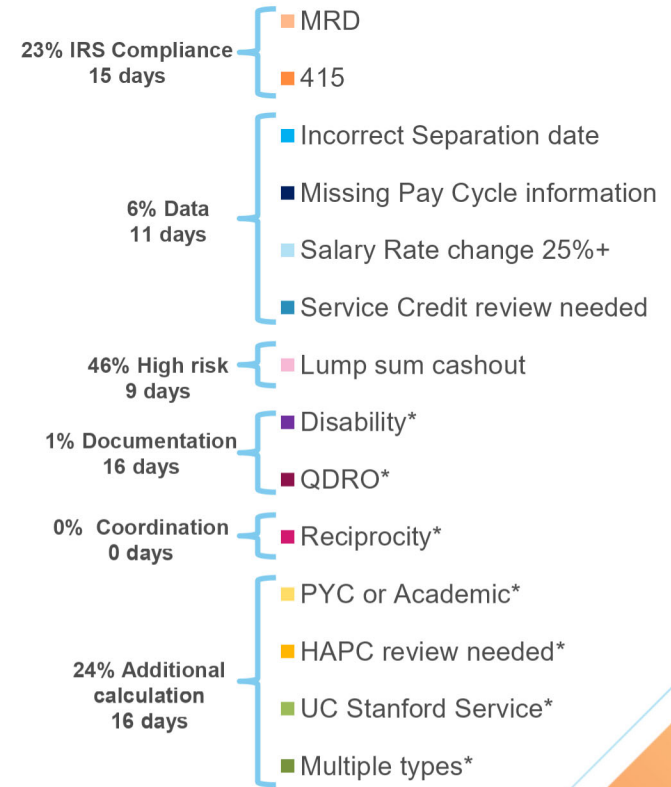 23% IRS Compliance
15 days
MRD
415
6% Data
11 days
Incorrect Separation date
Missing Pay Cycle information
Salary Rate change 25%+
Service Credit review needed
46% High risk
9 days
Lump sum cashout
1% Documentation
16 days
Disability*
QDRO*
0% Coordination
0 days
Reciprocity*
24% Additional
calculation
16 days
PYC or Academic*
HAPC review needed*
UC Stanford Service*
Multiple types*